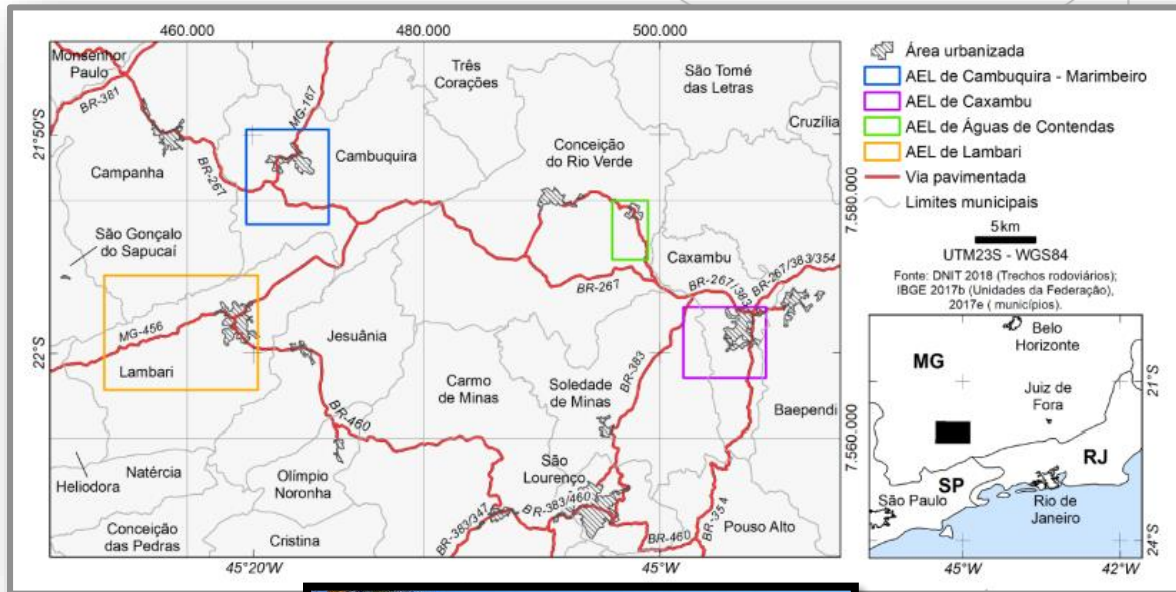 460.000
480.000
500.000
Monsenhor
Paulo
BR-381
Três
Corações
São Tomé
das Letras
Cruzília
MG-167
21°50'S
Cambuquira
Conceição
do Rio Verde
Campanha
BR-267
7.580.000
São Gonçalo
do Sapucaí
Caxambu
BR-267/383/354
BR-267/383
BR-267
MG-456
Jesuânia
22°S
BR-383
Lambari
Carmo
de Minas
Soledade
de Minas
Baependi
BR-460
7.560.000
Natércia
Heliodora
Olímpio
Noronha
São
Lourenço
BR-383/460
BR-383/347
BR-354
Pouso Alto
BR-460
Conceição
das Pedras
Cristina
45°20'W
45°W
Área urbanizada
AEL de Cambuquira - Marimbeiro
AEL de Caxambu
AEL de Águas de Contendas
AEL de Lambari
Via pavimentada
Limites municipais
5km
UTM23S - WGS84
Fonte: DNIT 2018 (Trechos rodoviários);
IBGE 2017b (Unidades da Federação),
2017e ( municípios).
Belo
Horizonte
MG
21°S
Juiz de
Fora
RJ
SP
São Paulo
Rio de
Janeiro
24°S
45°W
42°W